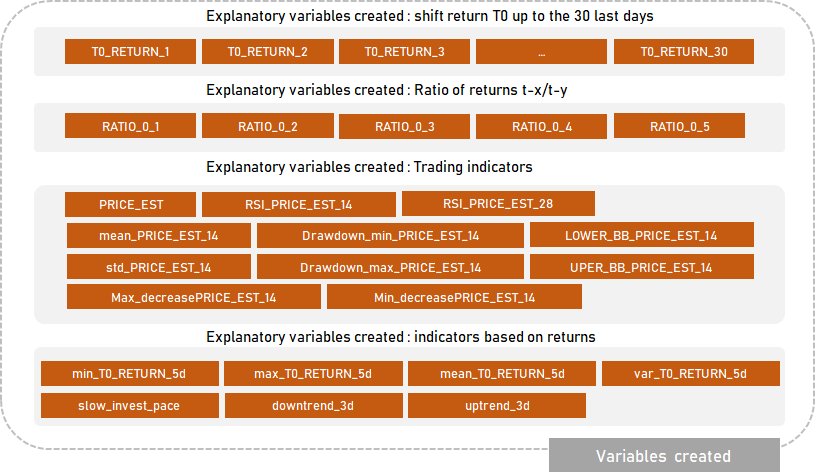 Explanatory variables created : shift return T0 up to the 30 last days
T0_RETURN_1 T0_RETURN_2 T0_RETURN_3 ... T0_RETURN_30
Explanatory variables created : Ratio of returns t-x/t-y
RATIO_0_1 RATIO_0_2 RATIO_0_3 RATIO_0_4 RATIO_0_5
Explanatory variables created : Trading indicators
PRICE_EST RSI_PRICE_EST_14 RSI_PRICE_EST_28
mean_PRICE_EST_14 Drawdown_min_PRICE_EST_14 LOWER_BB_PRICE_EST_14
std_PRICE_EST_14 Drawdown_max_PRICE_EST_14 UPER_BB_PRICE_EST_14
Max_decreasePRICE_EST_14 Min_decreasePRICE_EST_14
Explanatory variables created : indicators based on returns
min_T0_RETURN_5d max_T0_RETURN_5d mean_T0_RETURN_5d var_T0_RETURN_5d
slow_invest_pace downtrend_3d uptrend_3d
Variables created